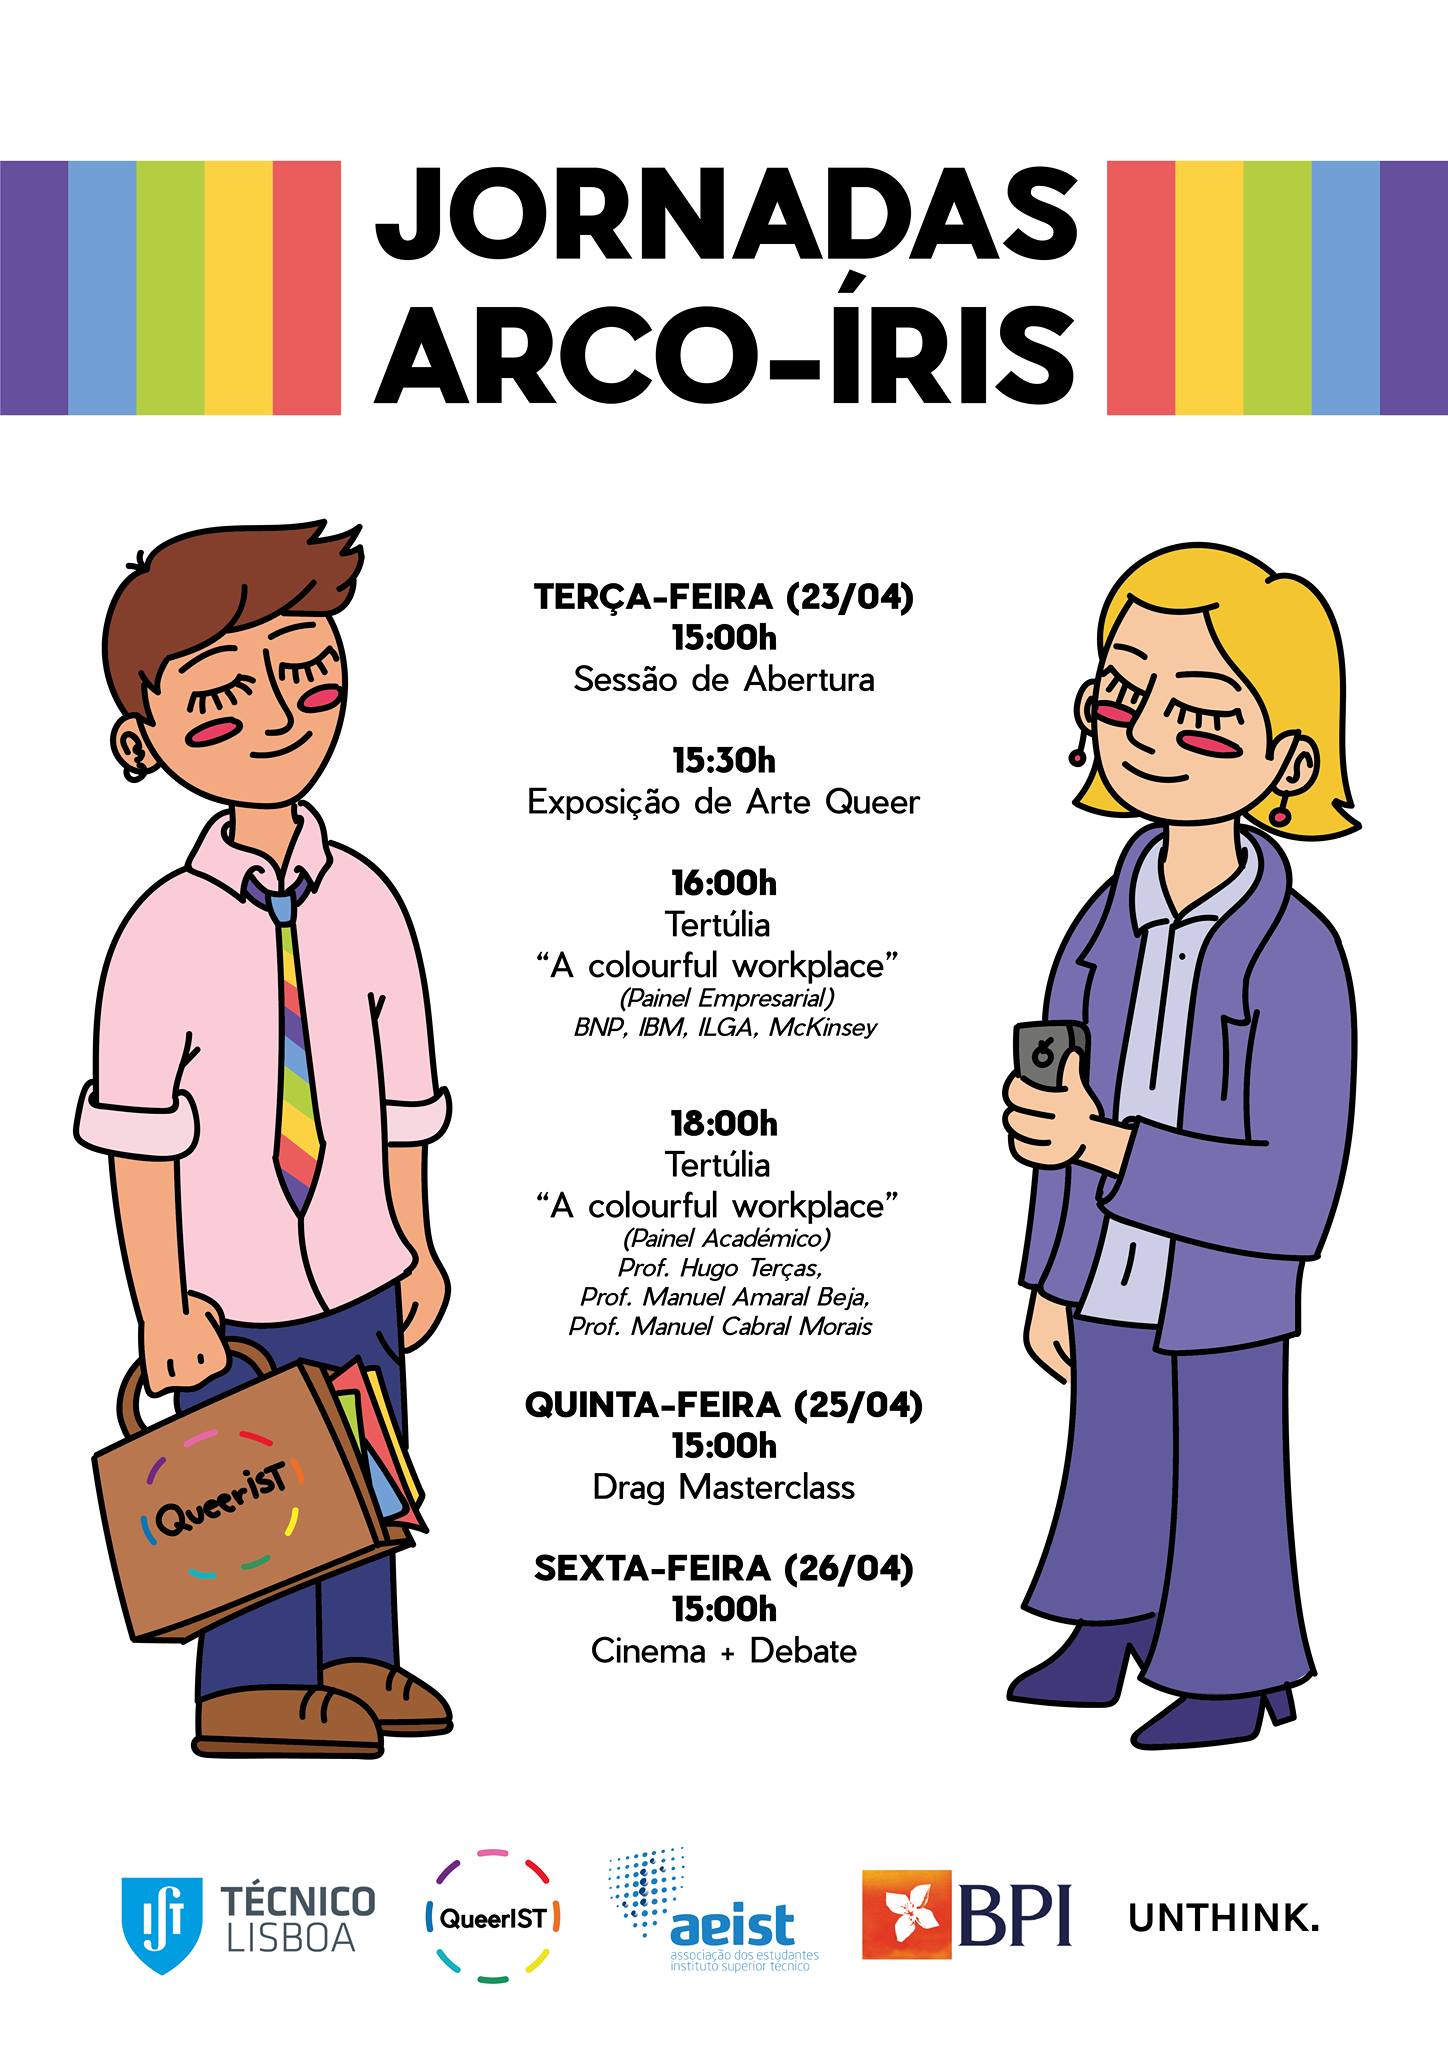 JORNADAS
ARCO-ÍRIS
TERÇA-FEIRA (23/04)
15:00h
Sessão de Abertura
15:30h
Exposição de Arte Queer
16:00h
Tertúlia
“A colourful workplace”
(Painel Empresarial)
BNP, IBM, ILGA, McKinsey
18:00h
Tertúlia
“A colourful workplace”
(Painel Académico)
Prof. Hugo Terças,
Prof. Manuel Amaral Beja,
Prof. Manuel Cabral Morais
QUINTA-FEIRA (25/04)
15:00h
Drag Masterclass
SEXTA-FEIRA (26/04)
15:00h
Cinema + Debate
QueerIST
IST
TÉCNICO
LISBOA
QueerIST
aeist
associação dos estudantes
instituto superior técnico
BPI
UNTHINK.